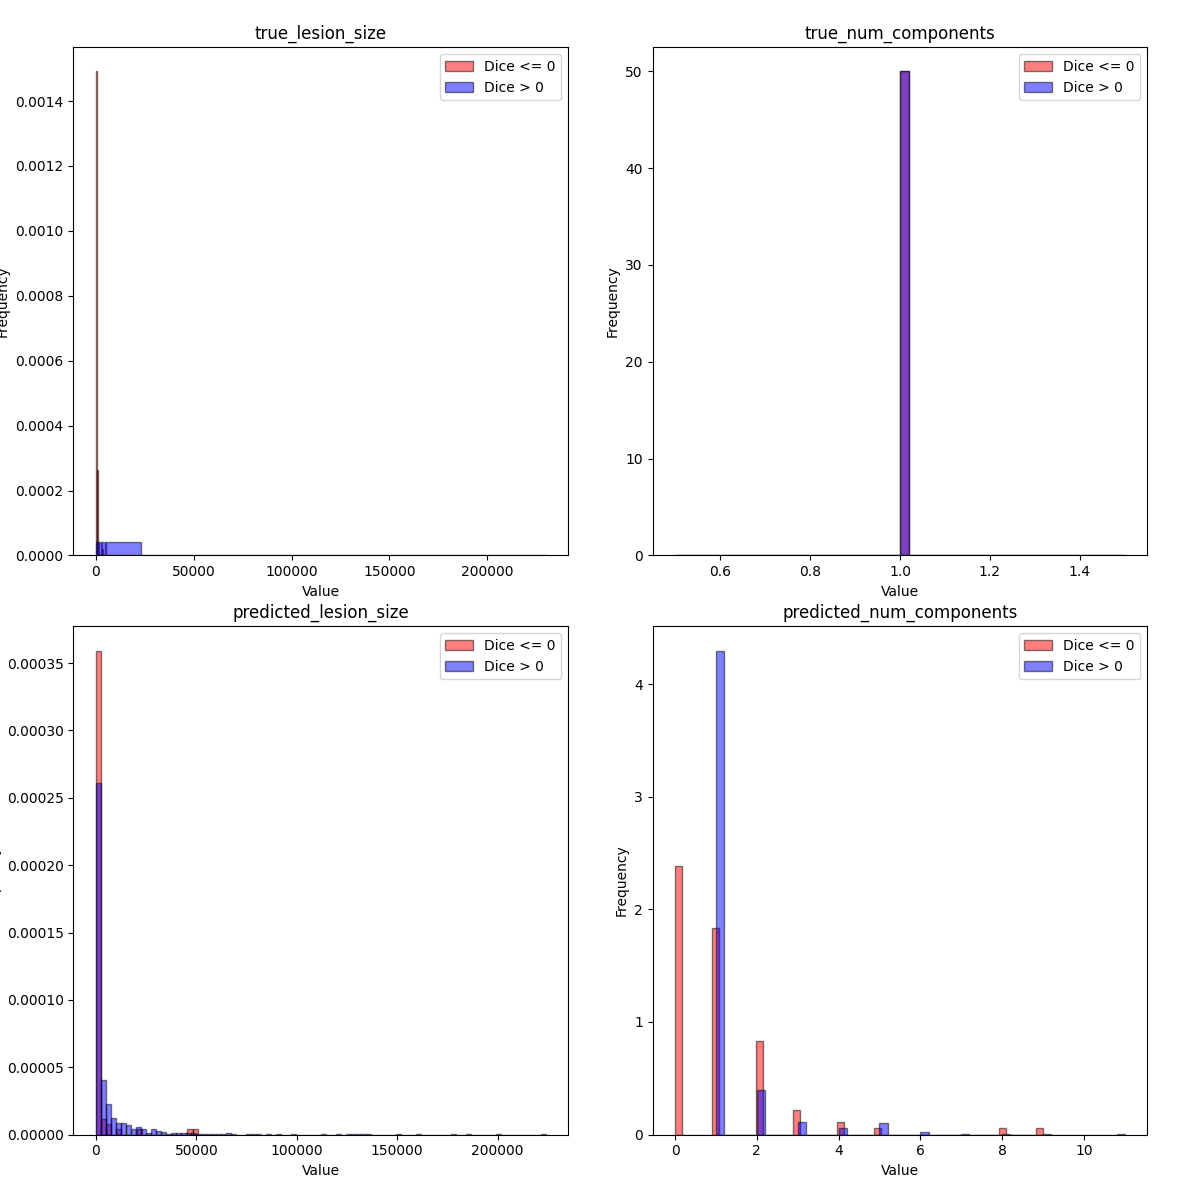 true_lesion_size
Dice <= 0
Dice > 0
0.0014
0.0012
0.0010
0.0008
0.0006
0.0004
0.0002
0.0000
Frequency
0 50000 100000 150000 200000
Value
true_num_components
Dice <= 0
Dice > 0
50
40
30
20
10
0
Frequency
0.6 0.8 1.0 1.2 1.4
Value
predicted_lesion_size
Dice <= 0
Dice > 0
0.00035
0.00030
0.00025
0.00020
0.00015
0.00010
0.00005
0.00000
0 50000 100000 150000 200000
Value
predicted_num_components
Dice <= 0
Dice > 0
4
3
2
1
0
Frequency
0 2 4 6 8 10
Value